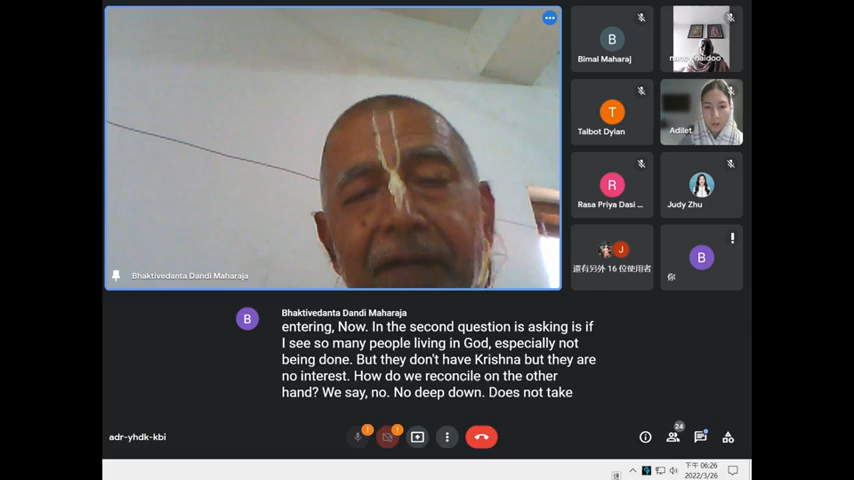 B
Bimal Maharaj
T
Talbot Dylan
Adilet
R
Rasa Priya Dasi ...
Judy Zhu
J
還有另外 16 位使用者
B
你
Bhaktivedanta Dandi Maharaja
B
Bhaktivedanta Dandi Maharaja
entering, Now. In the second question is asking is if
I see so many people living in God, especially not
being done. But they don't have Krishna but they are
no interest. How do we reconcile on the other
hand? We say, no. No deep down. Does not take
adr-yhdk-kbi
24
下午 06:26
2022/3/26